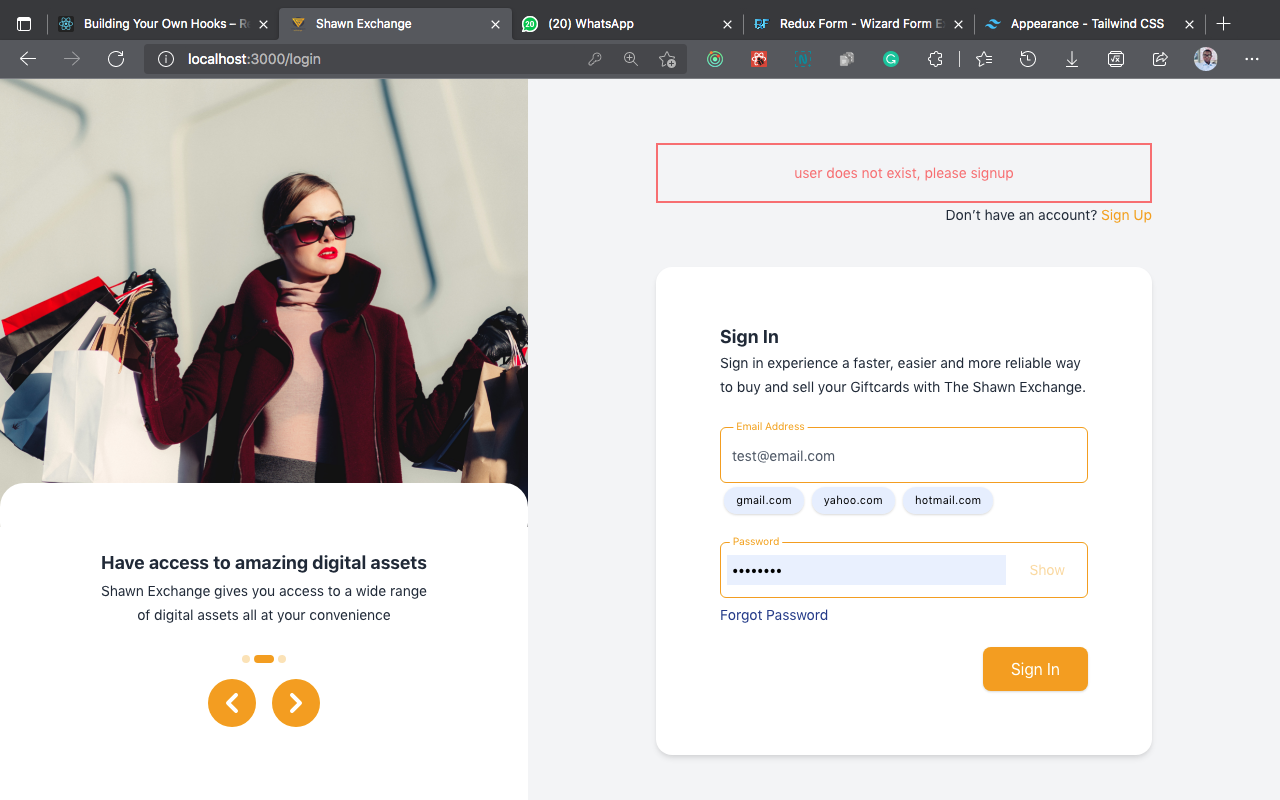 Building Your Own Hooks – Re
Shawn Exchange
20
(20) WhatsApp
Redux Form - Wizard Form E
Appearance - Tailwind CSS
localhost:3000/login
user does not exist, please signup
Don't have an account? Sign Up
Sign In
Sign in experience a faster, easier and more reliable way
to buy and sell your Giftcards with The Shawn Exchange.
Email Address
test@email.com
gmail.com yahoo.com hotmail.com
Password
•••••••• Show
Forgot Password
Sign In
Have access to amazing digital assets
Shawn Exchange gives you access to a wide range
of digital assets all at your convenience